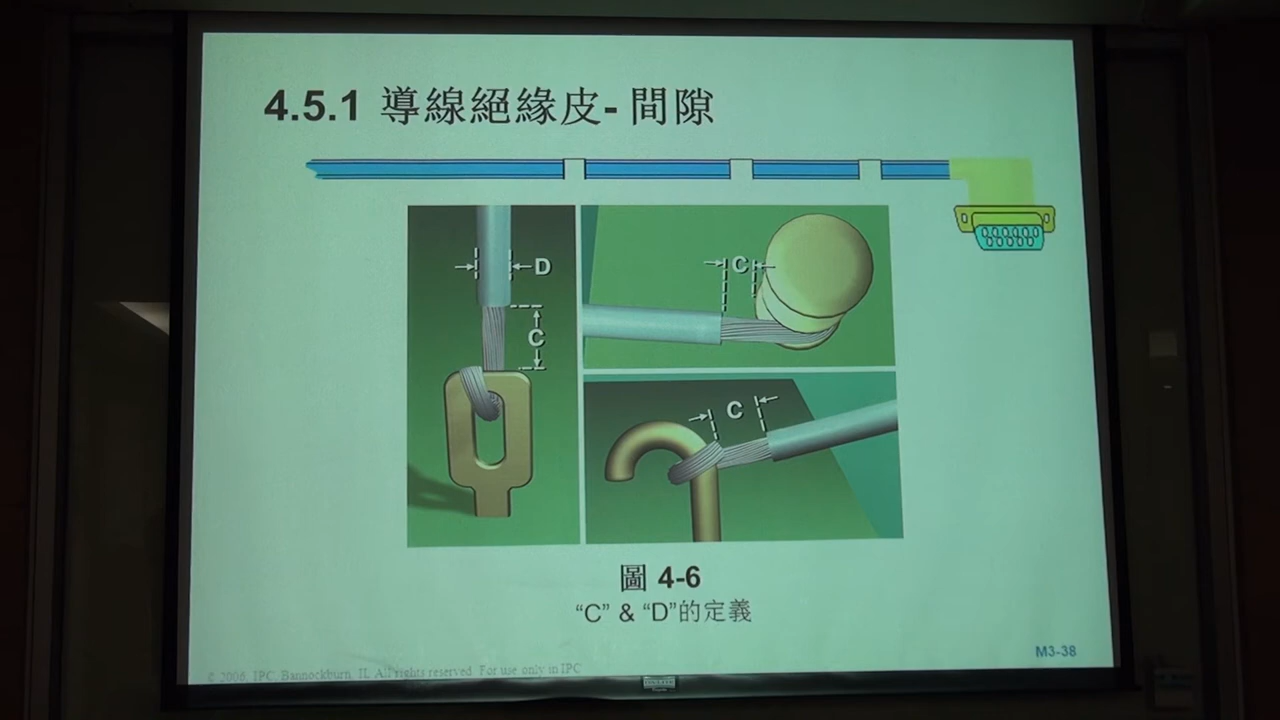 4.5.1 導線絕緣皮- 間隙
D
C
C
C
圖 4-6
“C” & “D”的定義
M3-38
© 2006, IPC, Bannockburn, IL All rights reserved. For use only in IPC